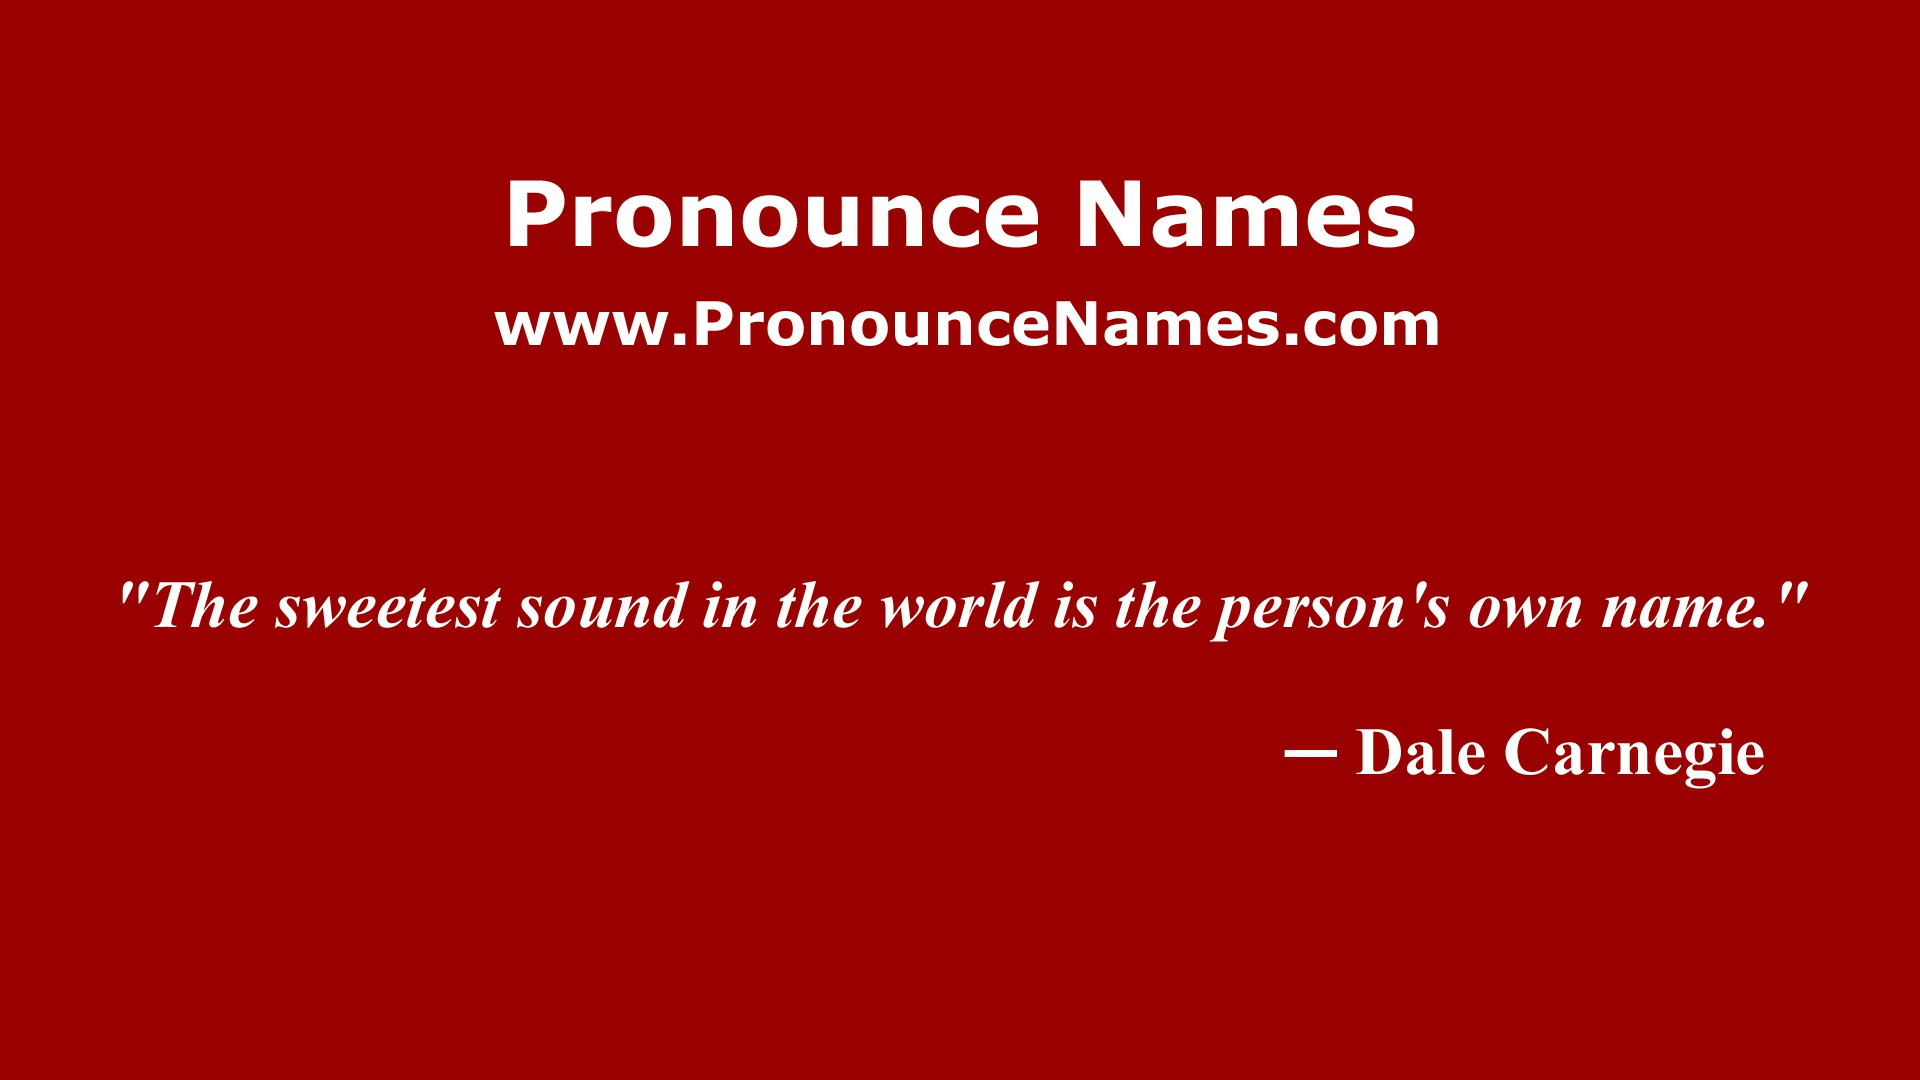 Pronounce Names
www.PronounceNames.com
"The sweetest sound in the world is the person's own name."
— Dale Carnegie